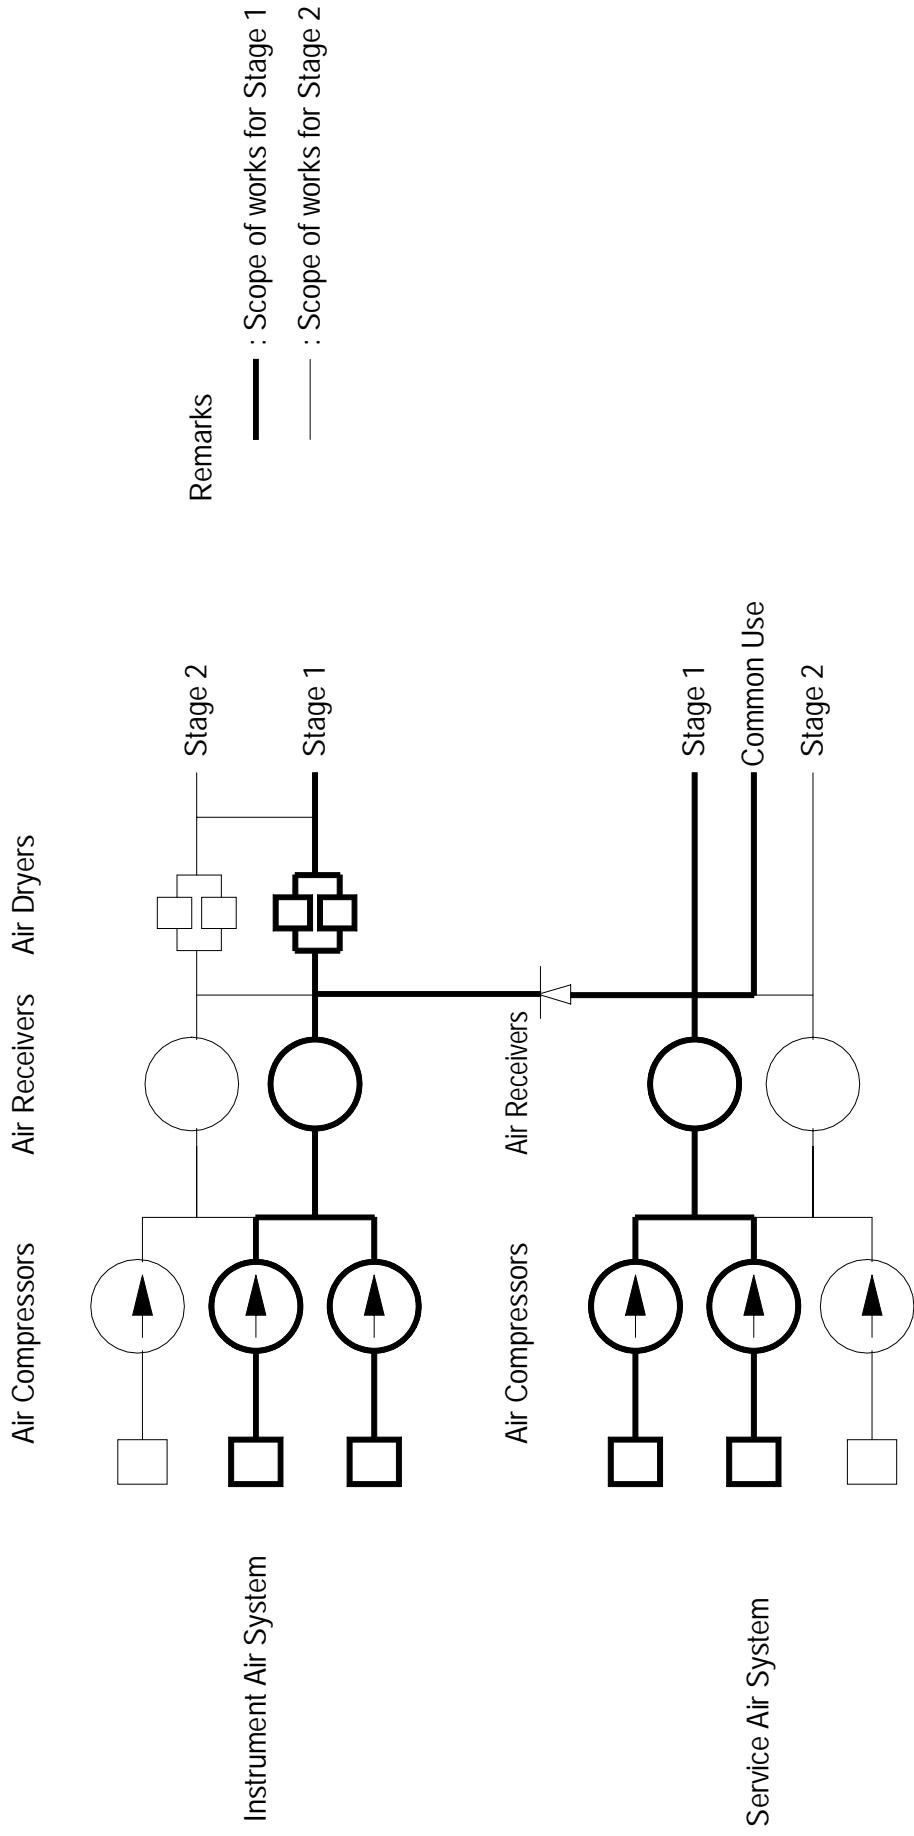 Instrument Air System
Air Compressors
Air Receivers
Air Dryers
Stage 2
Stage 1
Remarks
: Scope of works for Stage 1
: Scope of works for Stage 2
Service Air System
Air Compressors
Air Receivers
Stage 1
Common Use
Stage 2